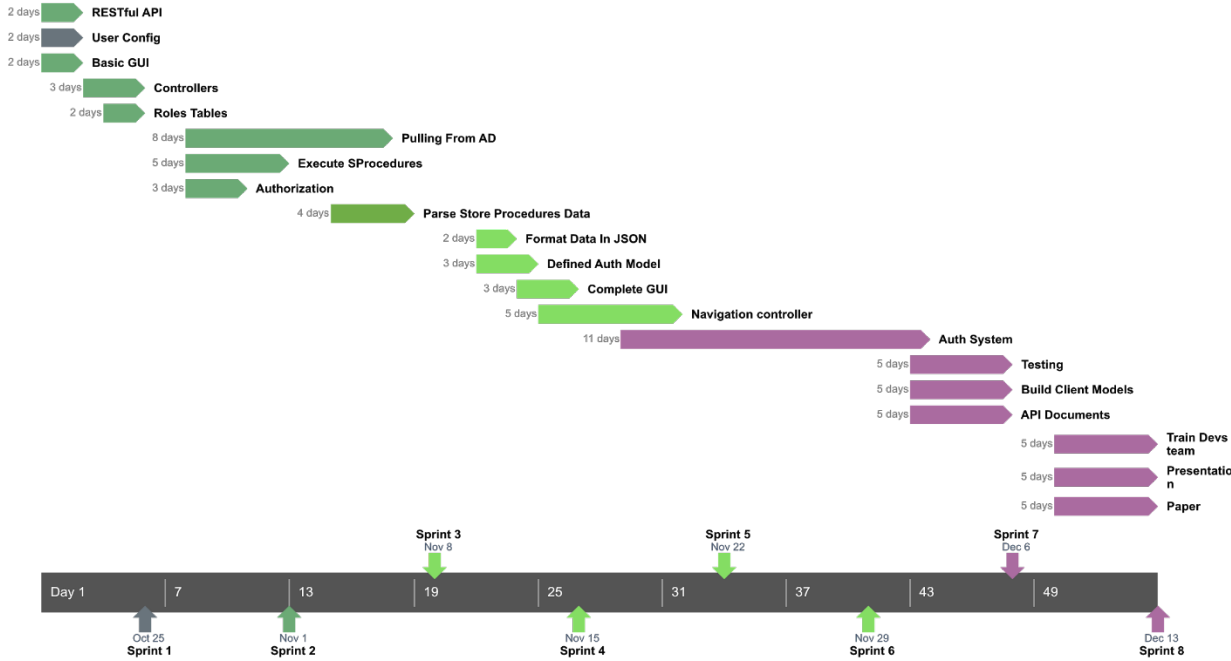 2 days RESTful API
2 days User Config
2 days Basic GUI
3 days Controllers
2 days Roles Tables
8 days Pulling From AD
5 days Execute SProcedures
3 days Authorization
4 days Parse Store Procedures Data
2 days Format Data In JSON
3 days Defined Auth Model
3 days Complete GUI
5 days Navigation controller
11 days Auth System
5 days Testing
5 days Build Client Models
5 days API Documents
5 days Train Devs
team
5 days Presentatio
n
5 days Paper
Sprint 3 Sprint 5 Sprint 7
Nov 8 Nov 22 Dec 6
Day 1 7 13 19 25 31 37 43 49
Oct 25 Nov 1 Nov 15 Nov 29 Dec 13
Sprint 1 Sprint 2 Sprint 4 Sprint 6 Sprint 8